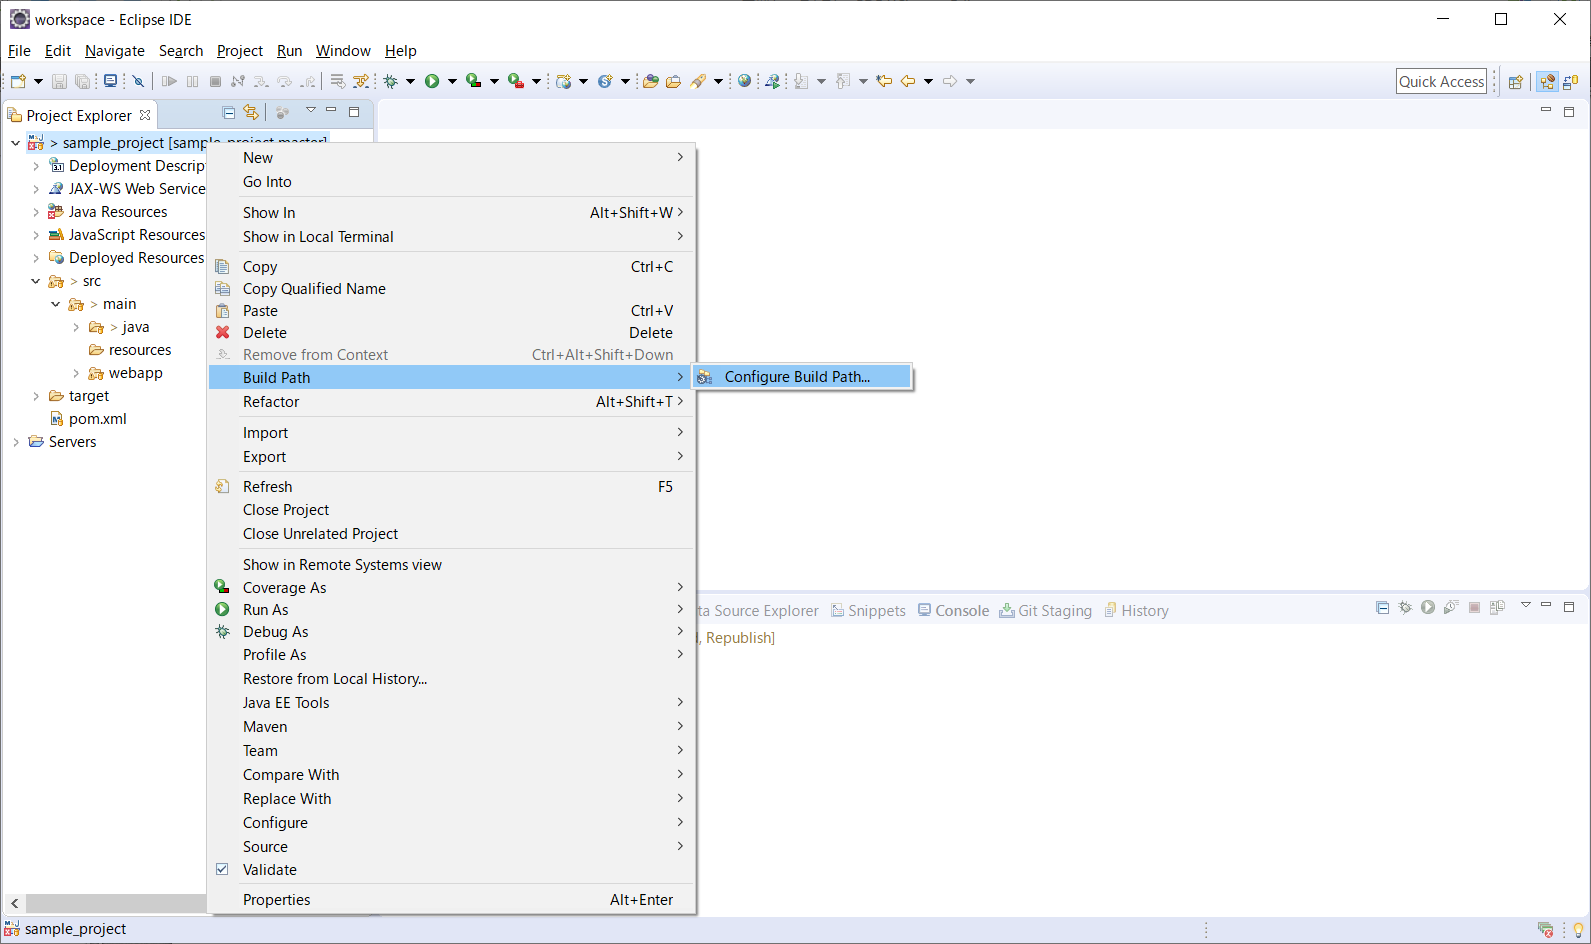 workspace - Eclipse IDE
File Edit Navigate Search Project Run Window Help
Quick Access
Project Explorer
> sample_project [sample_project master]
Deployment Descrip
JAX-WS Web Service
Java Resources
JavaScript Resources
Deployed Resources
> src
> main
> java
resources
webapp
target
pom.xml
Servers
New
Go Into
Show In Alt+Shift+W
Show in Local Terminal
Copy Ctrl+C
Copy Qualified Name
Paste Ctrl+V
Delete Delete
Remove from Context Ctrl+Alt+Shift+Down
Build Path
Configure Build Path...
Refactor Alt+Shift+T
Import
Export
Refresh F5
Close Project
Close Unrelated Project
Show in Remote Systems view
Coverage As
Run As
Debug As
Profile As
Restore from Local History...
Java EE Tools
Maven
Team
Compare With
Replace With
Configure
Source
Validate
Properties Alt+Enter
ta Source Explorer Snippets Console Git Staging History
, Republish]
sample_project